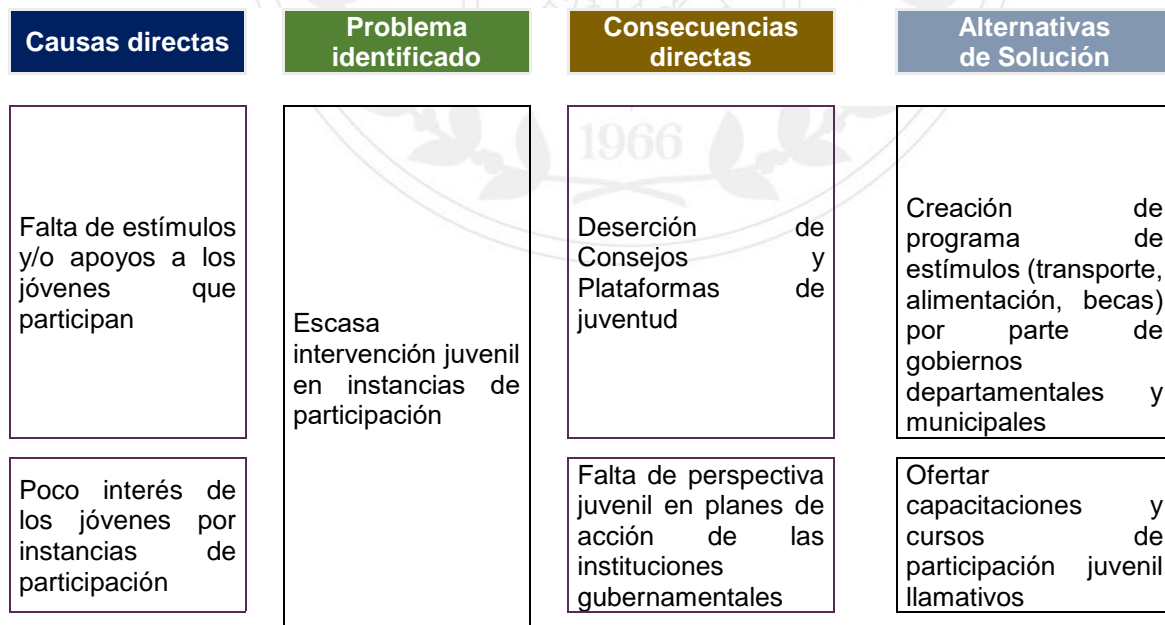 Causas directas
Problema
identificado
Consecuencias
directas
Alternativas
de Solución
1966
Falta de estímulos
y/o apoyos a los
jóvenes que
participan
Escasa
intervención juvenil
en instancias de
participación
Deserción de
Consejos y
Plataformas de
juventud
Creación de
programa de
estímulos (transporte,
alimentación, becas)
por parte de
gobiernos
departamentales y
municipales
Poco interés de
los jóvenes por
instancias de
participación
Falta de perspectiva
juvenil en planes de
acción de las
instituciones
gubernamentales
Ofertar
capacitaciones y
cursos de
participación juvenil
llamativos